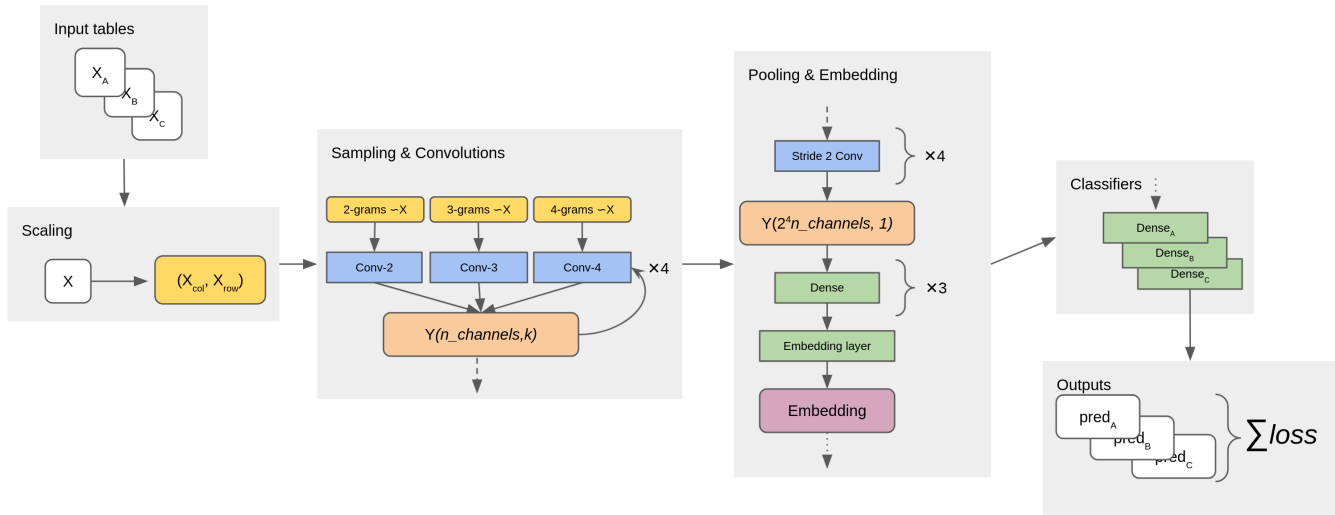 Input tables
X_A
X_B
X_C
Scaling
X
(X_col, X_row)
Sampling & Convolutions
2-grams ∽X
3-grams ∽X
4-grams ∽X
Conv-2
Conv-3
Conv-4
×4
Y(n_channels,k)
Pooling & Embedding
Stride 2 Conv
×4
Y(2⁴n_channels, 1)
Dense
×3
Embedding layer
Embedding
Classifiers
Dense_A
Dense_B
Dense_C
Outputs
pred_A
pred_B
pred_C
∑loss